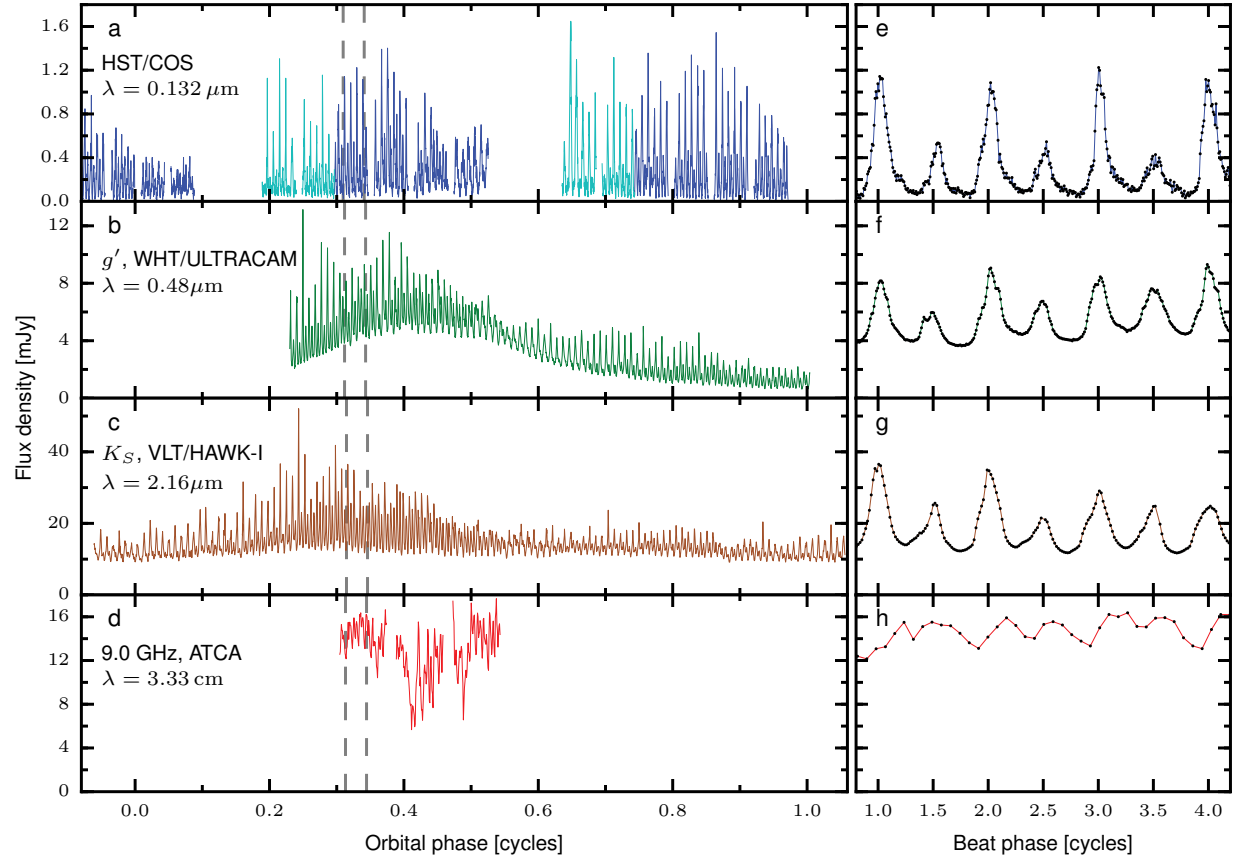 Flux density [mJy]
a
HST/COS
λ = 0.132 μm
1.6
1.2
0.8
0.4
0.0
e
b
g′, WHT/ULTRACAM
λ = 0.48μm
12
8
4
0
f
c
K_S, VLT/HAWK-I
λ = 2.16μm
40
20
0
g
d
9.0 GHz, ATCA
λ = 3.33 cm
16
12
8
4
0
h
0.0 0.2 0.4 0.6 0.8 1.0
Orbital phase [cycles]
1.0 1.5 2.0 2.5 3.0 3.5 4.0
Beat phase [cycles]